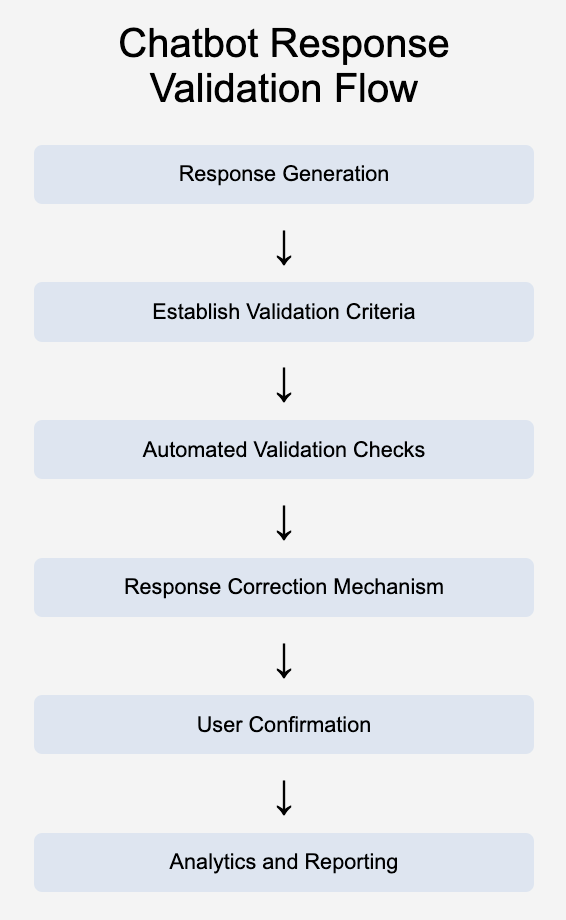 Chatbot Response
Validation Flow
Response Generation
Establish Validation Criteria
Automated Validation Checks
Response Correction Mechanism
User Confirmation
Analytics and Reporting